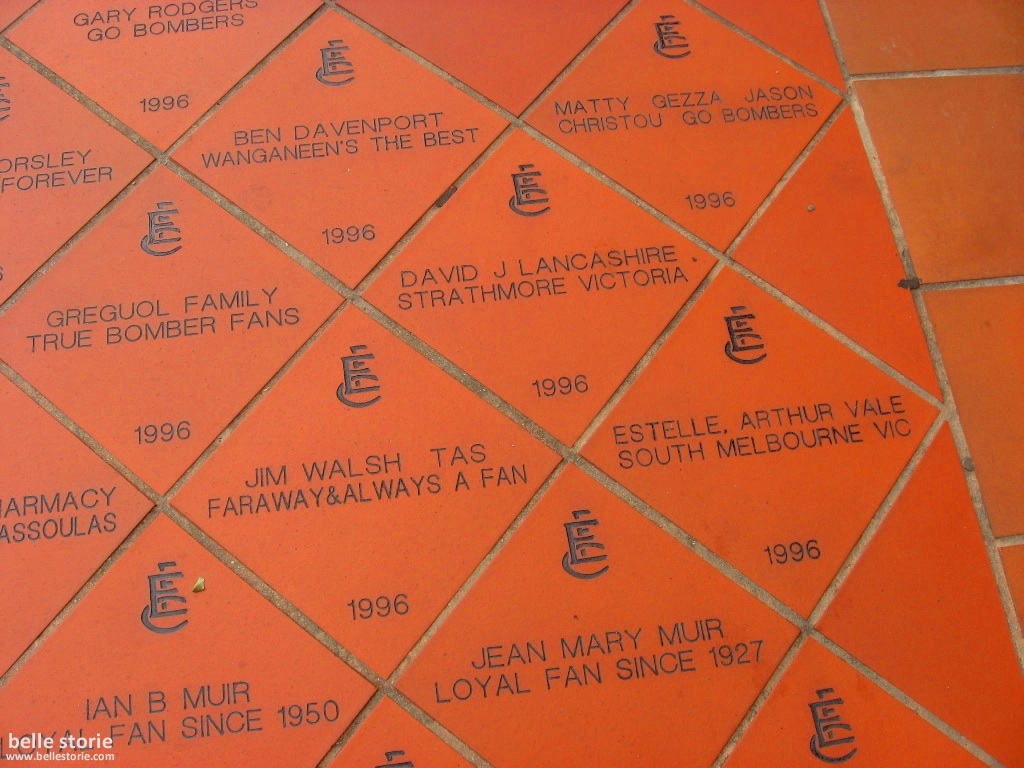 GARY RODGERS
GO BOMBERS
1996
BEN DAVENPORT
WANGANEEN'S THE BEST
1996
MATTY GEZZA JASON
CHRISTOU GO BOMBERS
1996
FOREVER
GREGUOL FAMILY
TRUE BOMBER FANS
1996
DAVID J LANCASHIRE
STRATHMORE VICTORIA
1996
JIM WALSH TAS
FARAWAY&ALWAYS A FAN
1996
ESTELLE, ARTHUR VALE
SOUTH MELBOURNE VIC
1996
IAN B MUIR
LOYAL FAN SINCE 1950
JEAN MARY MUIR
LOYAL FAN SINCE 1927
belle storie
www.bellestorie.com